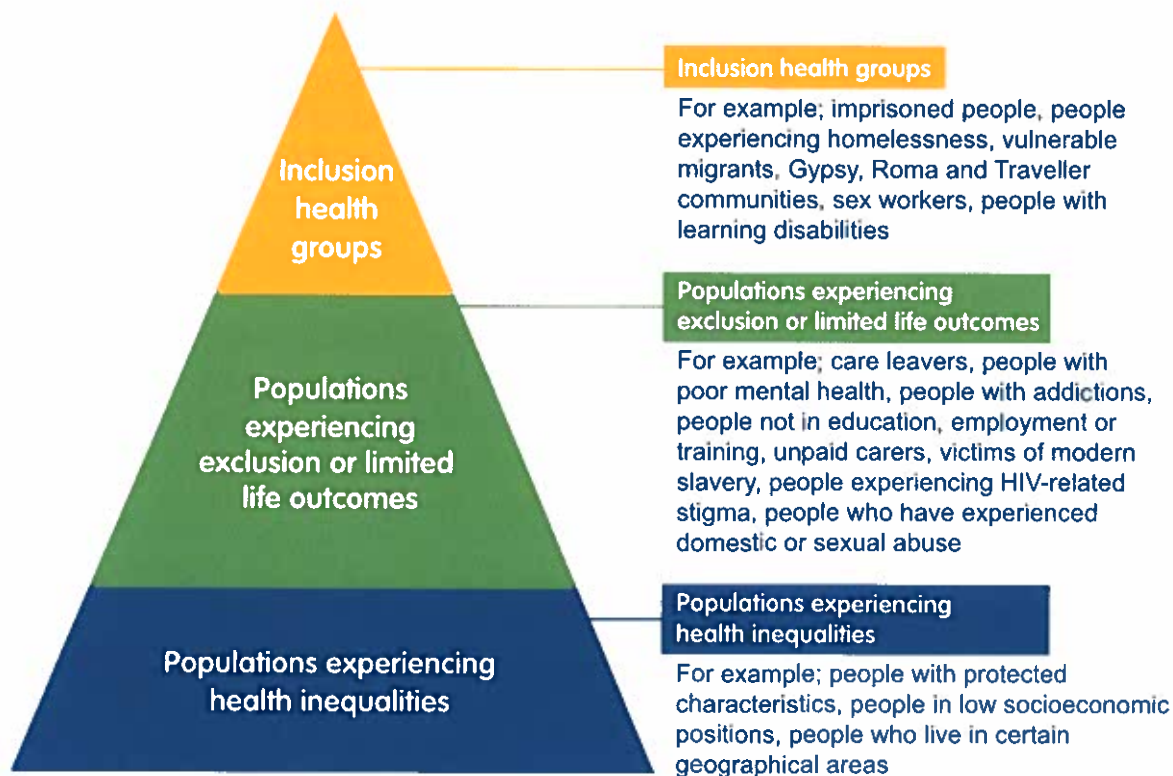 Inclusion
health
groups
Populations
experiencing
exclusion or limited
life outcomes
Populations experiencing
health inequalities
Inclusion health groups
For example; imprisoned people, people
experiencing homelessness, vulnerable
migrants, Gypsy, Roma and Traveller
communities, sex workers, people with
learning disabilities
Populations experiencing
exclusion or limited life outcomes
For example; care leavers, people with
poor mental health, people with addictions,
people not in education, employment or
training, unpaid carers, victims of modern
slavery, people experiencing HIV-related
stigma, people who have experienced
domestic or sexual abuse
Populations experiencing
health inequalities
For example; people with protected
characteristics, people in low socioeconomic
positions, people who live in certain
geographical areas